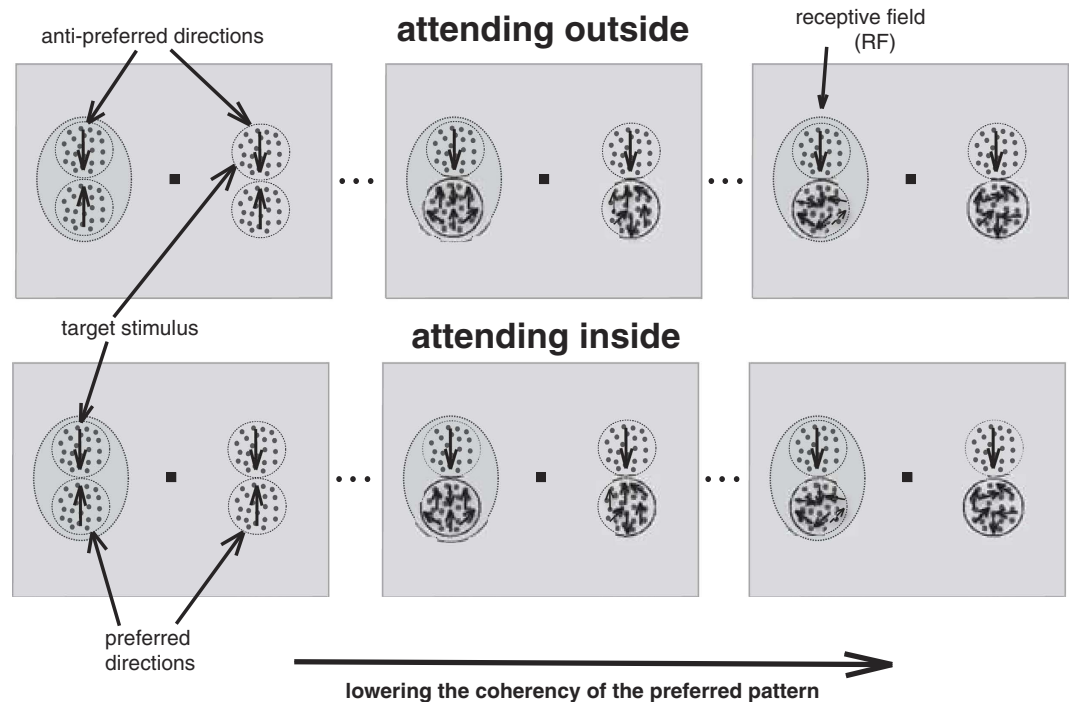 receptive field
(RF)
anti-preferred directions
attending outside
target stimulus
attending inside
preferred
directions
lowering the coherency of the preferred pattern